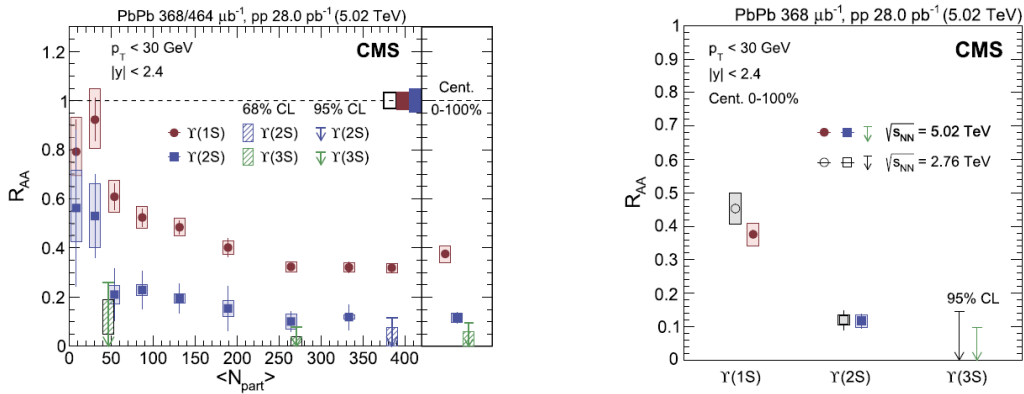 PbPb 368/464 μb⁻¹, pp 28.0 pb⁻¹ (5.02 TeV)
p_T < 30 GeV
CMS
|y| < 2.4
Cent.
0-100%
68% CL
95% CL
ϒ(1S)
ϒ(2S)
ϒ(2S)
ϒ(2S)
ϒ(3S)
ϒ(3S)
R_AA
1.2
1
0.8
0.6
0.4
0.2
0
0 50 100 150 200 250 300 350 400
<N_part>
PbPb 368 μb⁻¹, pp 28.0 pb⁻¹ (5.02 TeV)
p_T < 30 GeV
CMS
|y| < 2.4
Cent. 0-100%
√s_NN = 5.02 TeV
√s_NN = 2.76 TeV
R_AA
1
0.9
0.8
0.7
0.6
0.5
0.4
0.3
0.2
0.1
0
95% CL
ϒ(1S) ϒ(2S) ϒ(3S)